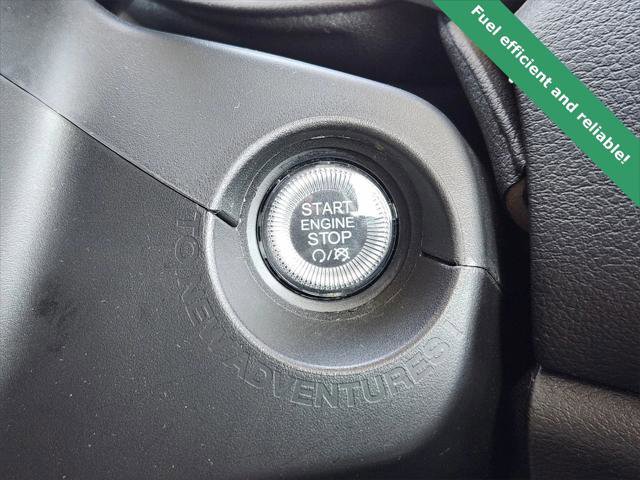 Fuel efficient and reliable!
START
ENGINE
STOP
TO NEW ADVENTURES!